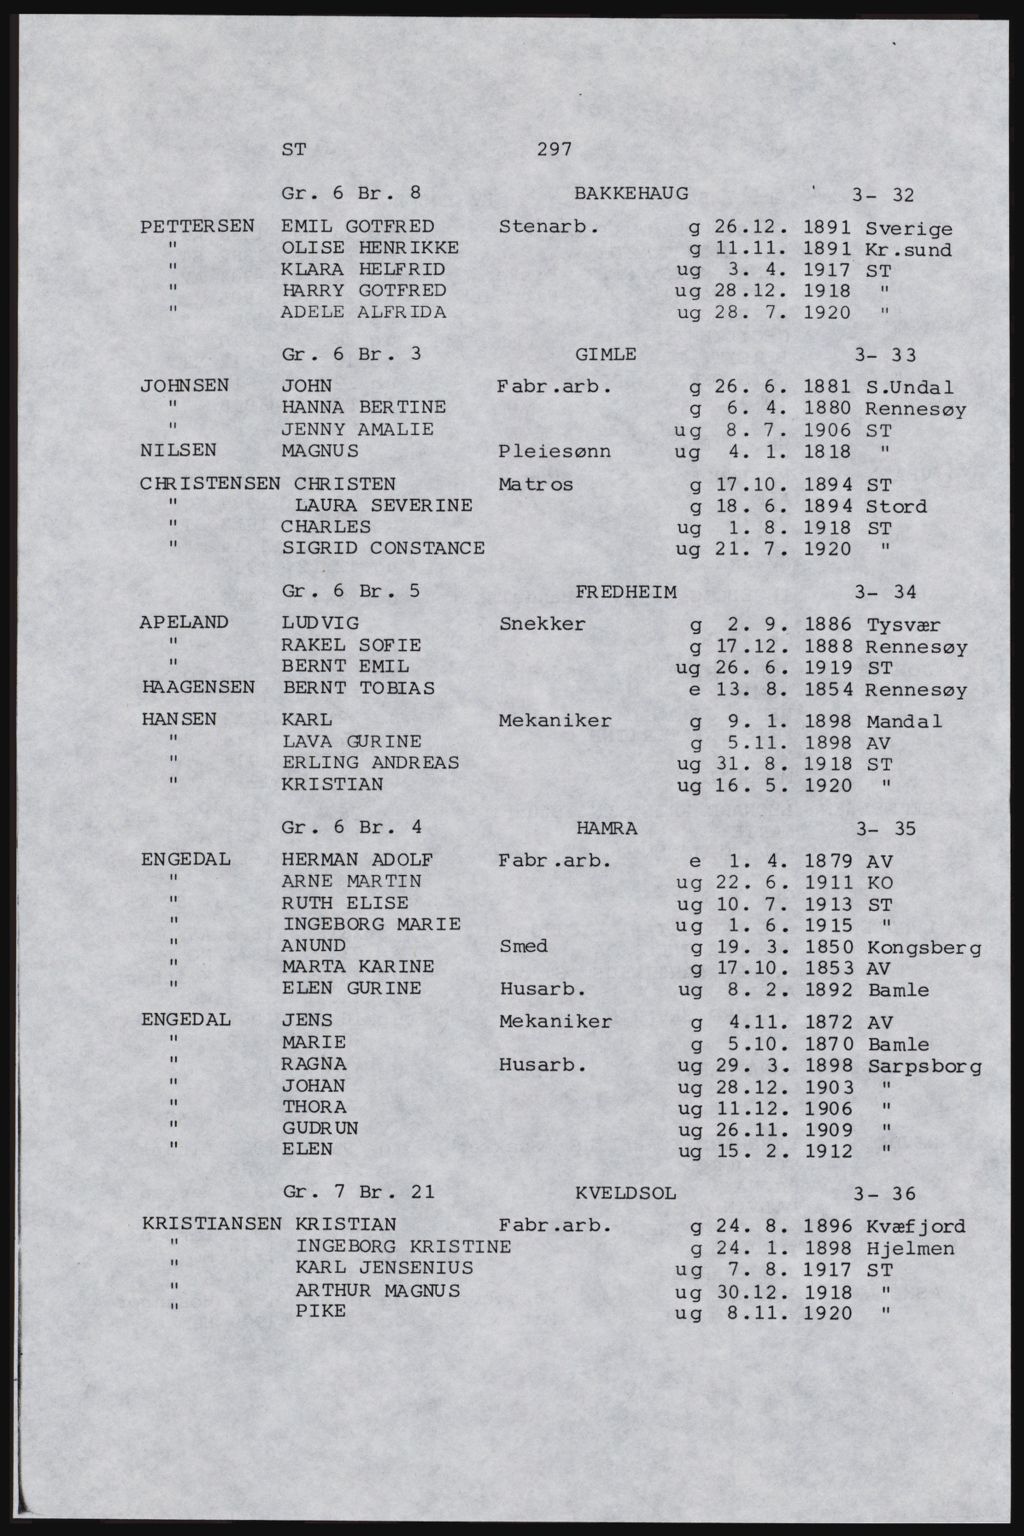 ST 297
Gr. 6 Br. 8 BAKKEHAUG 3- 32
PETTERSEN EMIL GOTFRED Stenarb. g 26.12. 1891 Sverige
" OLISE HENRIKKE g 11.11. 1891 Kr.sund
" KLARA HELFRID ug 3. 4. 1917 ST
" HARRY GOTFRED ug 28.12. 1918 "
" ADELE ALFRIDA ug 28. 7. 1920 "
Gr. 6 Br. 3 GIMLE 3- 33
JOHNSEN JOHN Fabr.arb. g 26. 6. 1881 S.Undal
" HANNA BERTINE g 6. 4. 1880 Rennesøy
" JENNY AMALIE ug 8. 7. 1906 ST
NILSEN MAGNUS Pleiesønn ug 4. 1. 1818 "
CHRISTENSEN CHRISTEN Matros g 17.10. 1894 ST
" LAURA SEVERINE g 18. 6. 1894 Stord
" CHARLES ug 1. 8. 1918 ST
" SIGRID CONSTANCE ug 21. 7. 1920 "
Gr. 6 Br. 5 FREDHEIM 3- 34
APELAND LUDVIG Snekker g 2. 9. 1886 Tysvær
" RAKEL SOFIE g 17.12. 1888 Rennesøy
" BERNT EMIL ug 26. 6. 1919 ST
HAAGENSEN BERNT TOBIAS e 13. 8. 1854 Rennesøy
HANSEN KARL Mekaniker g 9. 1. 1898 Mandal
" LAVA GURINE g 5.11. 1898 AV
" ERLING ANDREAS ug 31. 8. 1918 ST
" KRISTIAN ug 16. 5. 1920 "
Gr. 6 Br. 4 HAMRA 3- 35
ENGEDAL HERMAN ADOLF Fabr.arb. e 1. 4. 1879 AV
" ARNE MARTIN ug 22. 6. 1911 KO
" RUTH ELISE ug 10. 7. 1913 ST
" INGEBORG MARIE ug 1. 6. 1915 "
" ANUND Smed g 19. 3. 1850 Kongsberg
" MARTA KARINE g 17.10. 1853 AV
" ELEN GURINE Husarb. ug 8. 2. 1892 Bamle
ENGEDAL JENS Mekaniker g 4.11. 1872 AV
" MARIE g 5.10. 1870 Bamle
" RAGNA Husarb. ug 29. 3. 1898 Sarpsborg
" JOHAN ug 28.12. 1903 "
" THORA ug 11.12. 1906 "
" GUDRUN ug 26.11. 1909 "
" ELEN ug 15. 2. 1912 "
Gr. 7 Br. 21 KVELDSOL 3- 36
KRISTIANSEN KRISTIAN Fabr.arb. g 24. 8. 1896 Kvæfjord
" INGEBORG KRISTINE g 24. 1. 1898 Hjelmen
" KARL JENSENIUS ug 7. 8. 1917 ST
" ARTHUR MAGNUS ug 30.12. 1918 "
" PIKE ug 8.11. 1920 "